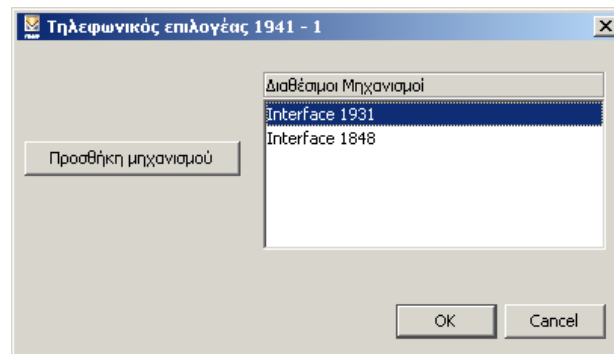 Τηλεφωνικός επιλογέας 1941 - 1
Διαθέσιμοι Μηχανισμοί
Interface 1931
Interface 1848
Προσθήκη μηχανισμού
OK
Cancel